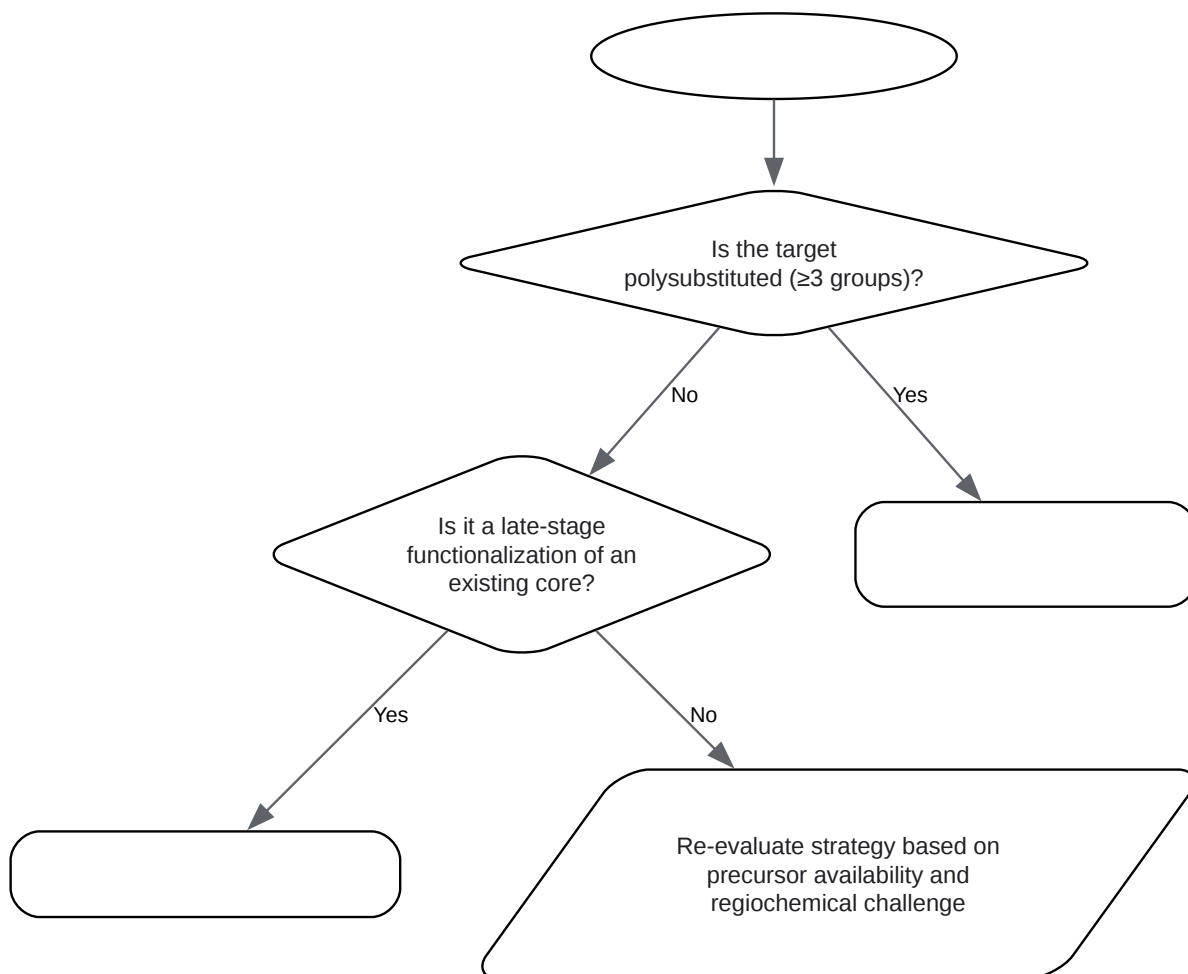 Is the target
polysubstituted (≥3 groups)?
No
Yes
Is it a late-stage
functionalization of an
existing core?
Yes
No
Re-evaluate strategy based on
precursor availability and
regiochemical challenge